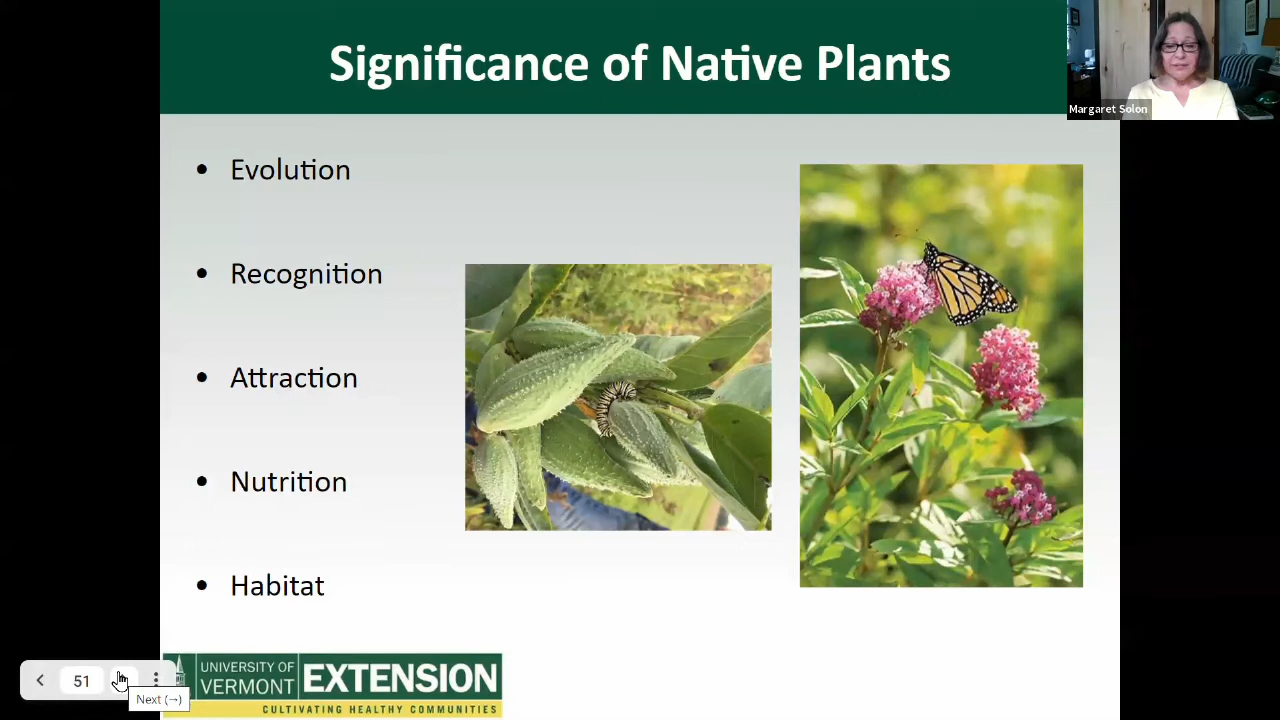 Significance of Native Plants
Margaret Solon
• Evolution
• Recognition
• Attraction
• Nutrition
• Habitat
51
Next (→)
UNIVERSITY OF VERMONT
EXTENSION
CULTIVATING HEALTHY COMMUNITIES